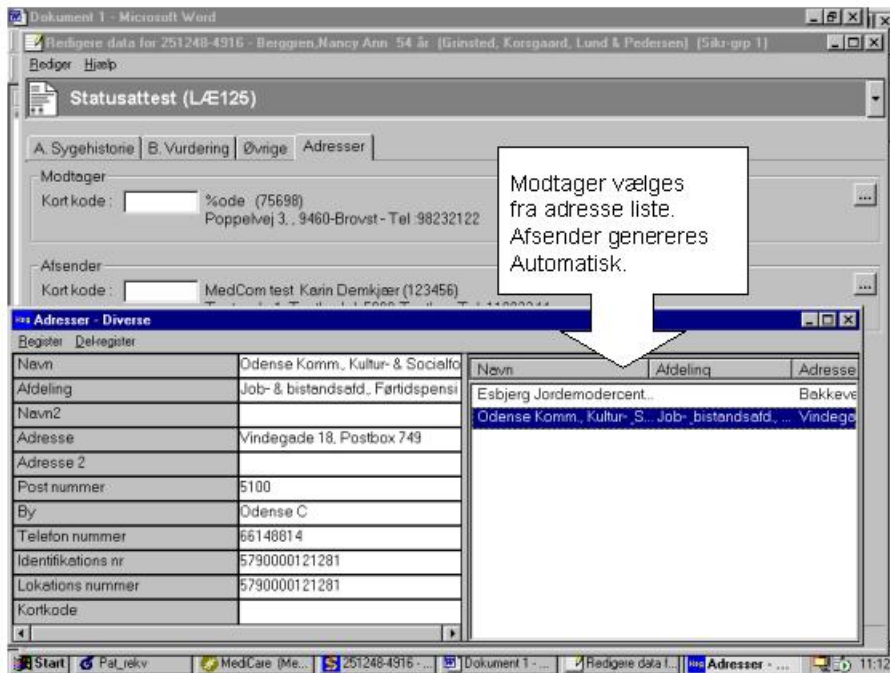 Dokument 1 - Microsoft Word
Redigere data for 251248-4916 - Berggren,Nancy Ann 54 år (Grinsted, Korsgaard, Lund & Pedersen) (Sikr-grp 1)
Rediger Hjælp
Statusattest (LÆ125)
A. Sygehistorie B. Vurdering Øvrige Adresser
Modtager
Kort kode : %ode (75698)
Poppelvej 3, , 9460-Brovst - Tel :98232122
Modtager vælges
fra adresse liste.
Afsender genereres
Automatisk.
Afsender
Kort kode : MedCom test Karin Demkjær (123456)
Adresser - Diverse
Register Del-register
Navn Odense Komm., Kultur- & Socialfo
Afdeling Job- & bistandsafd., Førtidspensi
Navn2
Adresse Vindegade 18, Postbox 749
Adresse 2
Post nummer 5100
By Odense C
Telefon nummer 66148814
Identifikations nr 5790000121281
Lokations nummer 5790000121281
Kortkode
Navn Afdeling Adresse
Esbjerg Jordemodercent... Bakkeve
Odense Komm., Kultur-_S... Job-_bistandsafd., ... Vindega
Start Pat_rekv MediCare (Me... 251248-4916 - ... Dokument 1 - ... Redigere data f... Adresser - ... 11:12